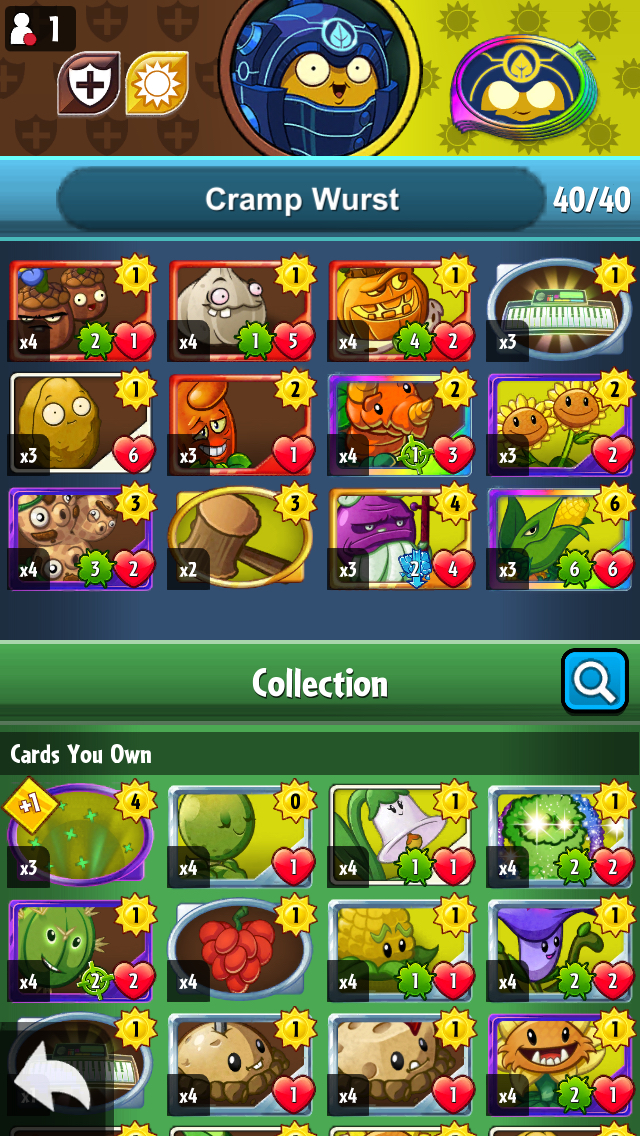 1
Cramp Wurst 40/40
1 1 1 1
x4 2 1 x4 1 5 x4 4 2 x3
1 2 2 2
x3 6 x3 1 x4 1 3 x3 2
3 3 4 6
x4 3 2 x2 x3 2 4 x3 6 6
Collection
Cards You Own
+1 4 0 1 1
x3 x4 1 x4 1 1 x4 2 2
1 1 1 1
x4 2 2 x4 x4 1 1 x4 2 2
1 1 1 1
x4 1 x4 1 x4 2 1